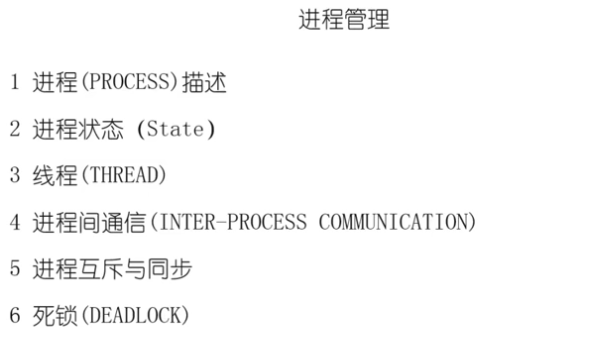 进程管理
1 进程(PROCESS)描述
2 进程状态 (State)
3 线程(THREAD)
4 进程间通信(INTER-PROCESS COMMUNICATION)
5 进程互斥与同步
6 死锁(DEADLOCK)